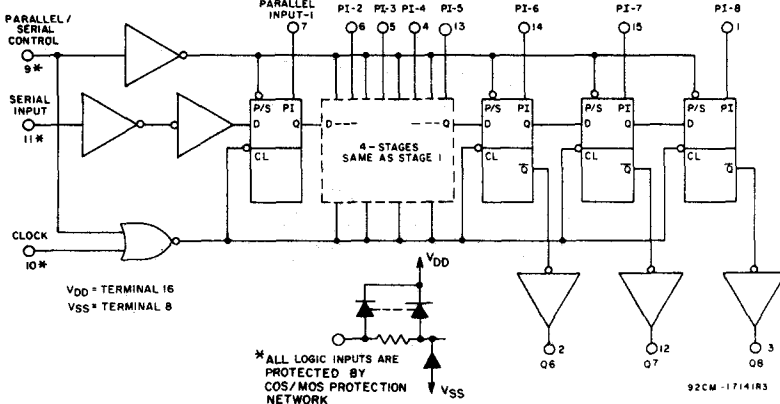 PARALLEL / SERIAL CONTROL
9*
PARALLEL INPUT-1
7
PI-2
6
PI-3
5
PI-4
4
PI-5
13
PI-6
14
PI-7
15
PI-8
1
SERIAL INPUT
11*
P/S PI
D Q
CL
D Q
4-STAGES
SAME AS STAGE 1
P/S PI
D Q
CL
Q
P/S PI
D Q
CL
Q
P/S PI
D
CL
Q
CLOCK
10*
VDD = TERMINAL 16
VSS = TERMINAL 8
VDD
VSS
*ALL LOGIC INPUTS ARE
PROTECTED BY
COS/MOS PROTECTION
NETWORK
2
Q6
12
Q7
3
Q8
92CM-17141R3